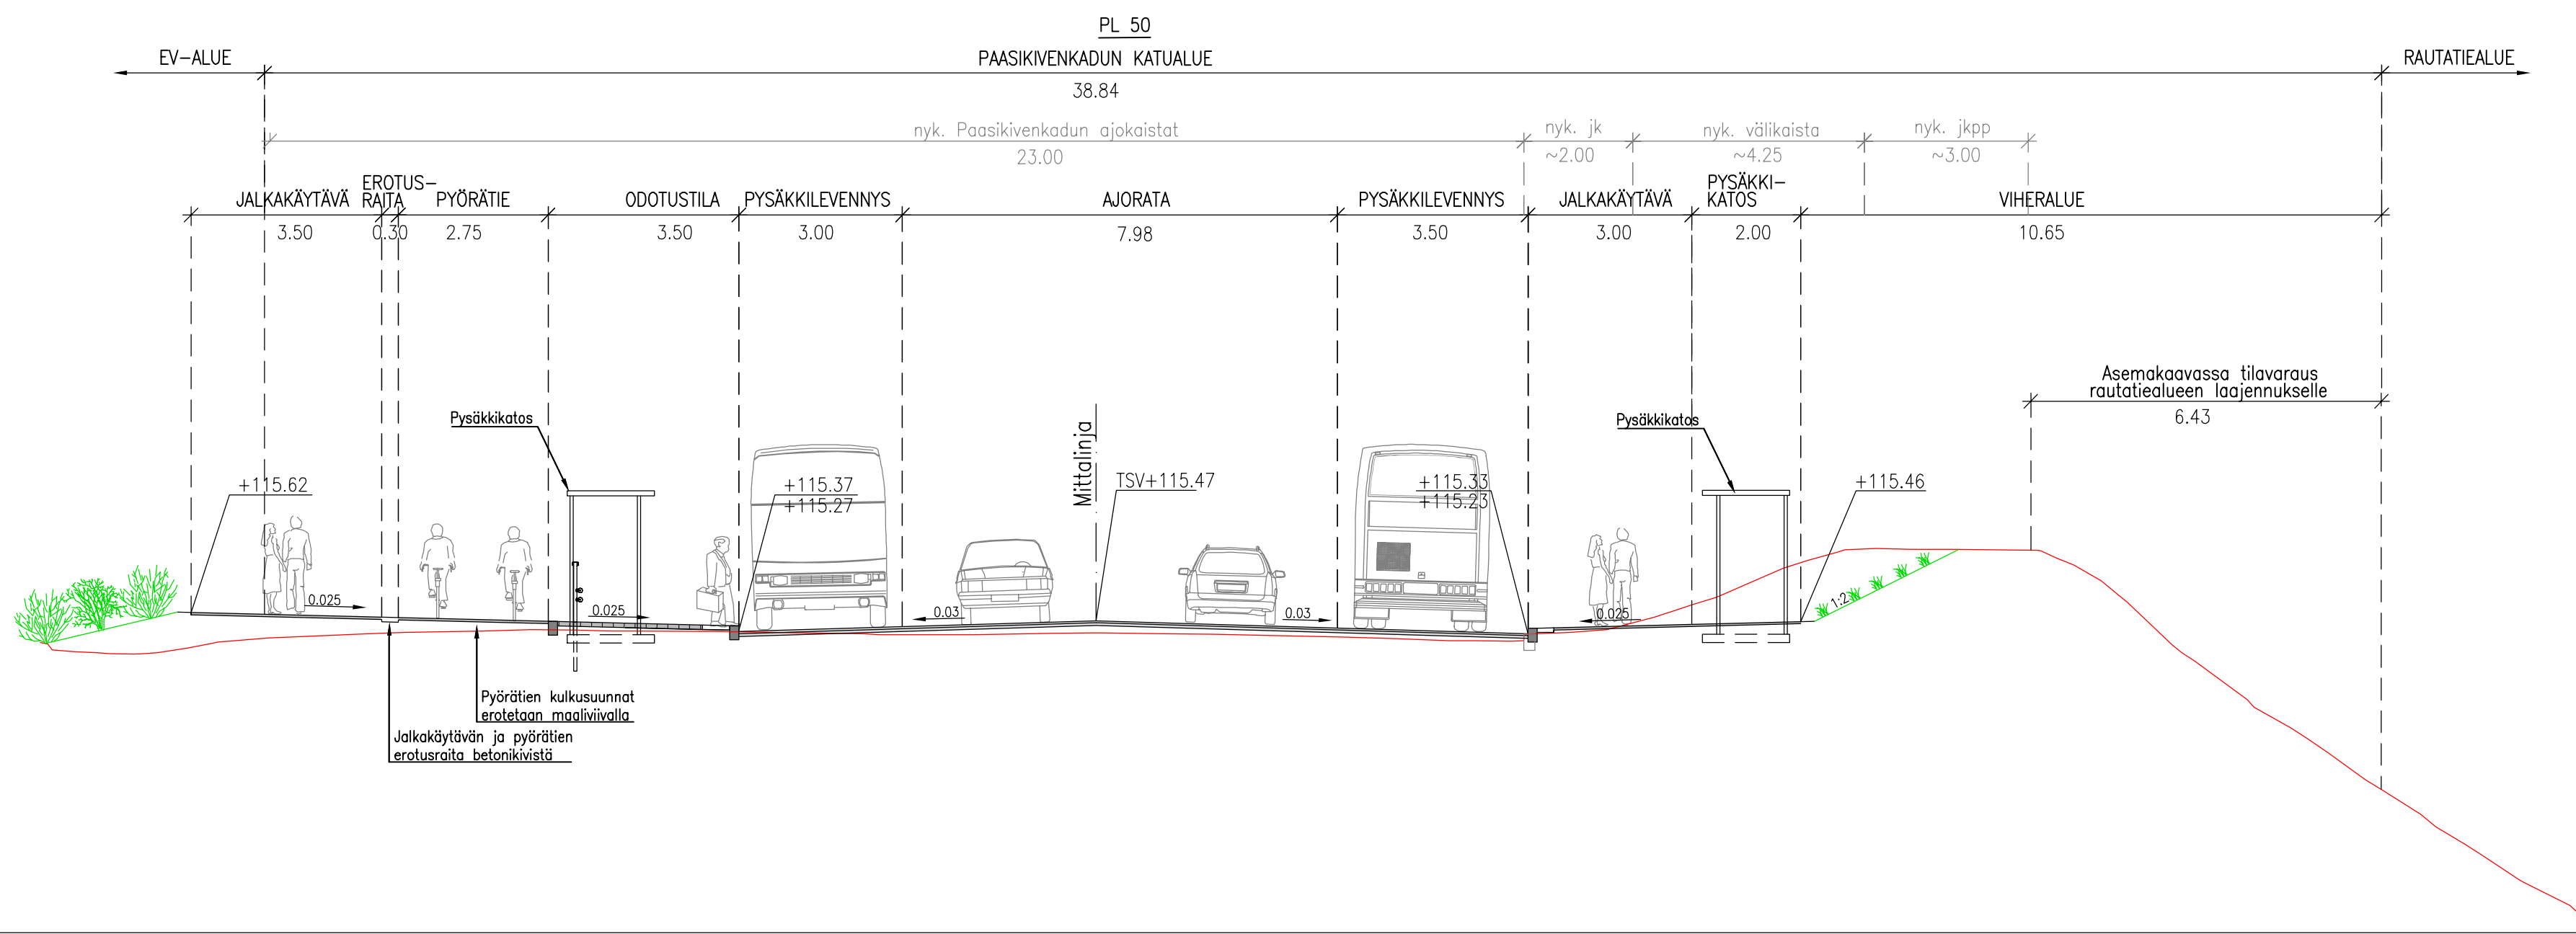 PL 50
EV-ALUE
PAASIKIVENKADUN KATUALUE
RAUTATIEALUE
38.84
nyk. Paasikivenkadun ajokaistat
nyk. jk
nyk. välikaista
nyk. jkpp
23.00
~2.00
~4.25
~3.00
JALKAKÄYTÄVÄ
EROTUS-
RAITA
PYÖRÄTIE
ODOTUSTILA
PYSÄKKILEVENNYS
AJORATA
PYSÄKKILEVENNYS
JALKAKÄYTÄVÄ
PYSÄKKI-
KATOS
VIHERALUE
3.50
0.30
2.75
3.50
3.00
7.98
3.50
3.00
2.00
10.65
Asemakaavassa tilavaraus
rautatiealueen laajennukselle
6.43
Pysäkkikatos
Mittalinja
Pysäkkikatos
+115.62
+115.37
+115.27
TSV+115.47
+115.33
+115.23
+115.46
0.025
0.025
0.03
0.03
0.025
1:2
Pyörätien kulkusuunnat
erotetaan maaliviivalla
Jalkakäytävän ja pyörätien
erotusraita betonikivistä